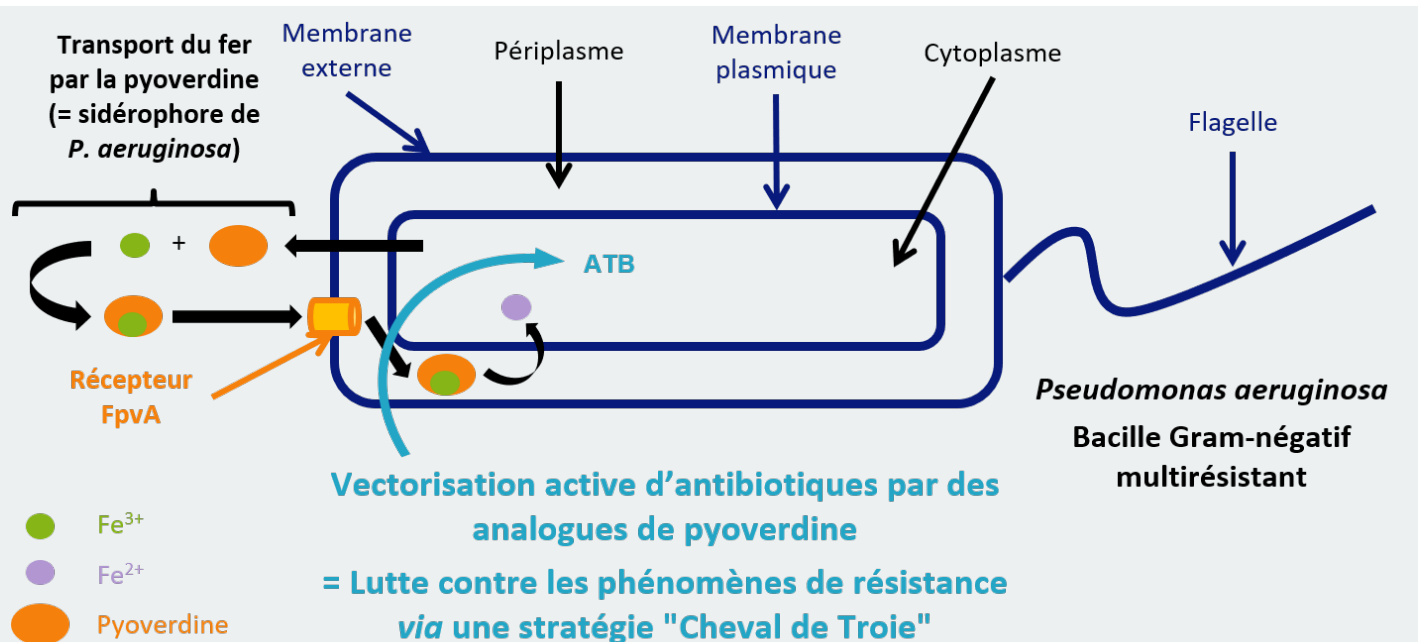 Transport du fer
par la pyoverdine
(= sidérophore de
P. aeruginosa)
Membrane
externe
Périplasme
Membrane
plasmique
Cytoplasme
Flagelle
+
ATB
Récepteur
FpvA
Pseudomonas aeruginosa
Bacille Gram-négatif
multirésistant
Vectorisation active d’antibiotiques par des
analogues de pyoverdine
= Lutte contre les phénomènes de résistance
via une stratégie "Cheval de Troie"
Fe³⁺
Fe²⁺
Pyoverdine